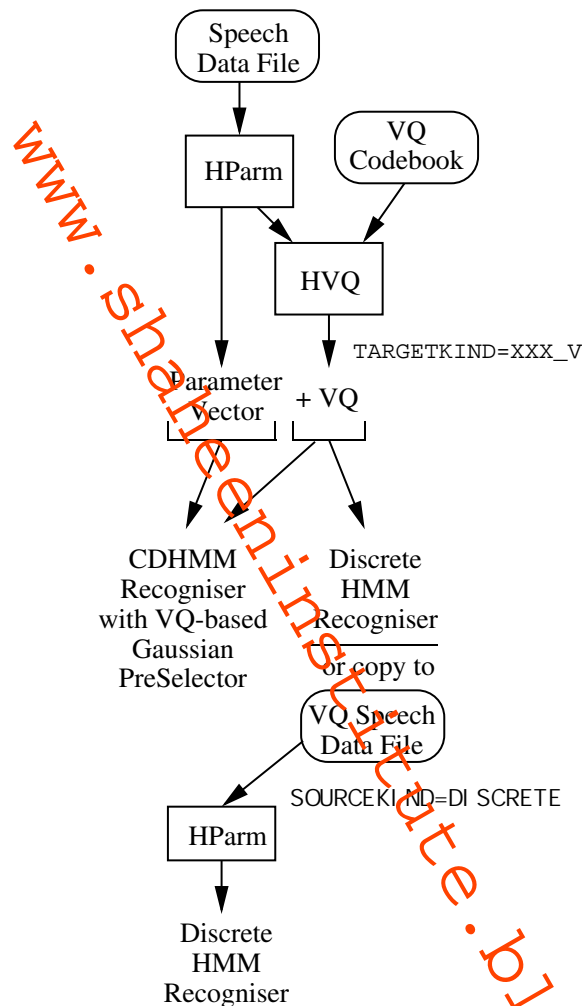 Speech
Data File
VQ
Codebook
HParm
HVQ
TARGETKIND=XXX_V
Parameter
Vector
+ VQ
CDHMM
Recogniser
with VQ-based
Gaussian
PreSelector
Discrete
HMM
Recogniser
or copy to
VQ Speech
Data File
SOURCEKIND=DISCRETE
HParm
Discrete
HMM
Recogniser
www.shaheeninstitute.bl